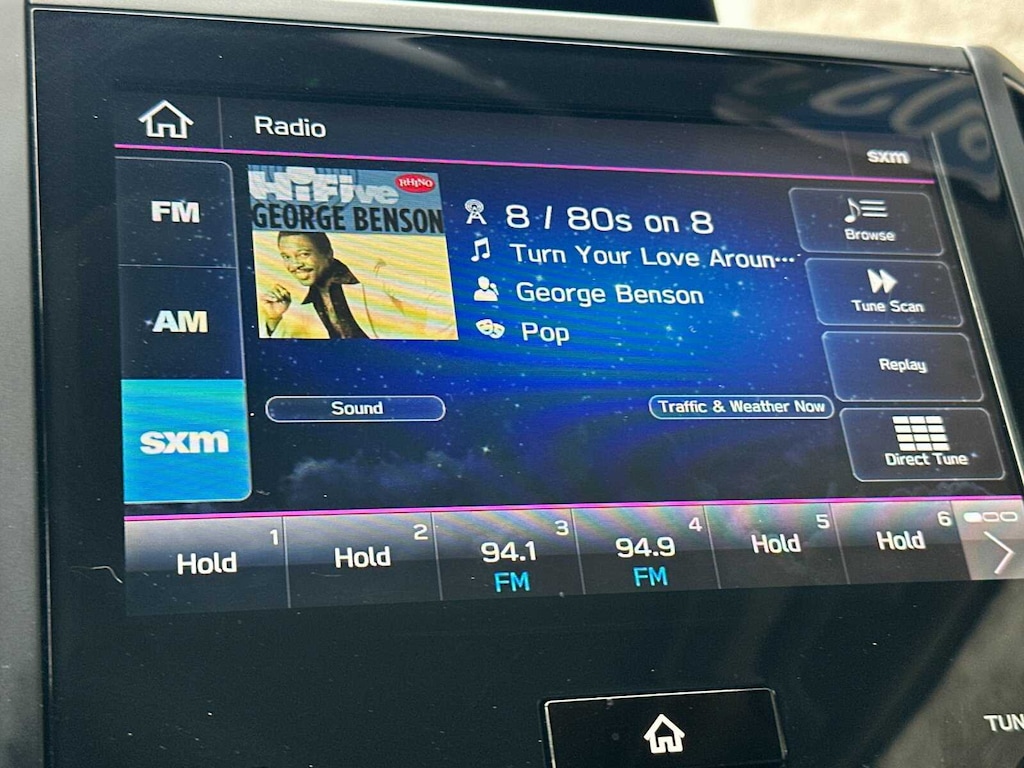 Radio
sxm
FM
AM
sxm
HiFive
RHINO
GEORGE BENSON
8 / 80s on 8
Turn Your Love Aroun...
George Benson
Pop
Browse
Tune Scan
Replay
Direct Tune
Sound
Traffic & Weather Now
1
Hold
2
Hold
3
94.1
FM
4
94.9
FM
5
Hold
6
Hold
TUN